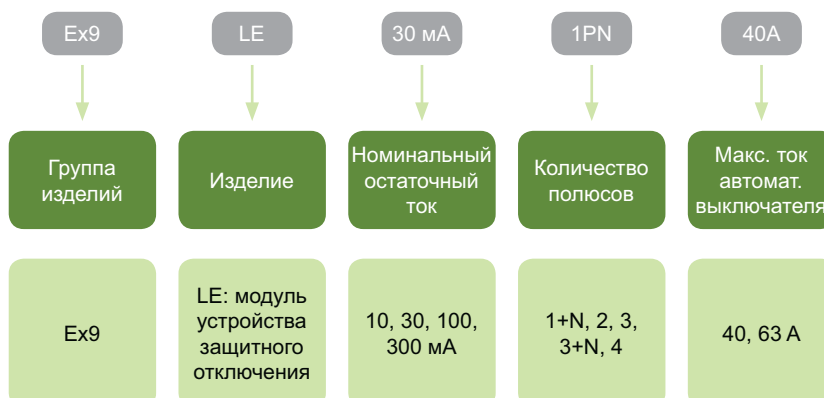 Ex9
LE
30 мА
1PN
40A
Группа
изделий
Изделие
Номинальный
остаточный
ток
Количество
полюсов
Макс. ток
автомат.
выключателя
Ex9
LE: модуль
устройства
защитного
отключения
10, 30, 100,
300 мА
1+N, 2, 3,
3+N, 4
40, 63 A